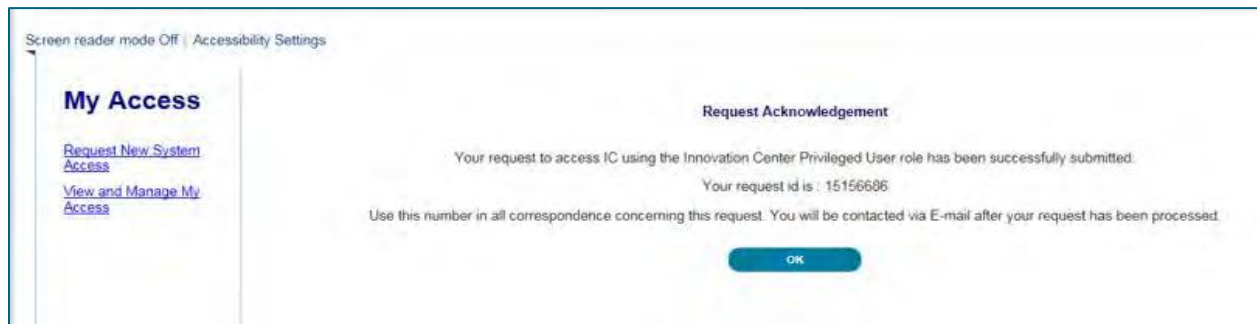 Screen reader mode Off | Accessibility Settings
My Access
Request New System
Access
View and Manage My
Access
Request Acknowledgement
Your request to access IC using the Innovation Center Privileged User role has been successfully submitted.
Your request id is : 15156686
Use this number in all correspondence concerning this request. You will be contacted via E-mail after your request has been processed.
OK